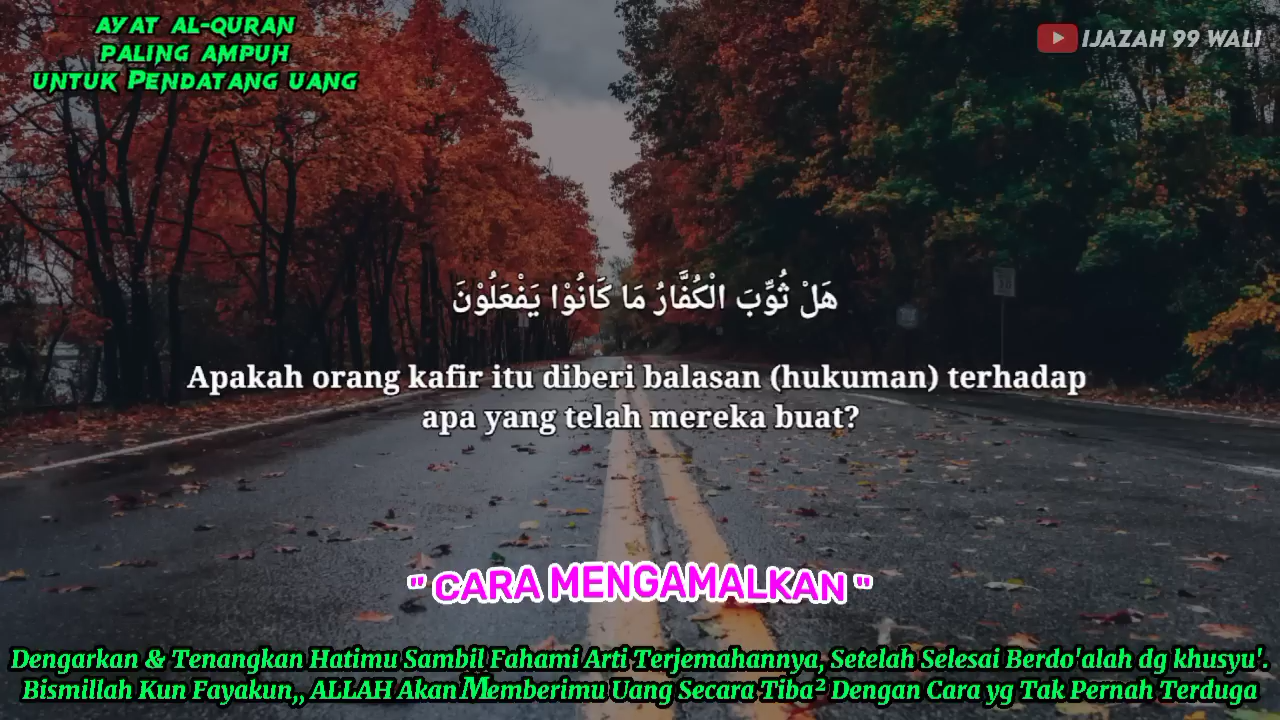 AYAT AL-QURAN
PALING AMPUH
UNTUK PENDATANG UANG
IJAZAH 99 WALI
هَلْ ثُوِّبَ الْكُفَّارُ مَا كَانُوْا يَفْعَلُوْنَ
Apakah orang kafir itu diberi balasan (hukuman) terhadap
apa yang telah mereka buat?
" CARA MENGAMALKAN "
Dengarkan & Tenangkan Hatimu Sambil Fahami Arti Terjemahannya, Setelah Selesai Berdo'alah dg khusyu'.
Bismillah Kun Fayakun,, ALLAH Akan Memberimu Uang Secara Tiba² Dengan Cara yg Tak Pernah Terduga